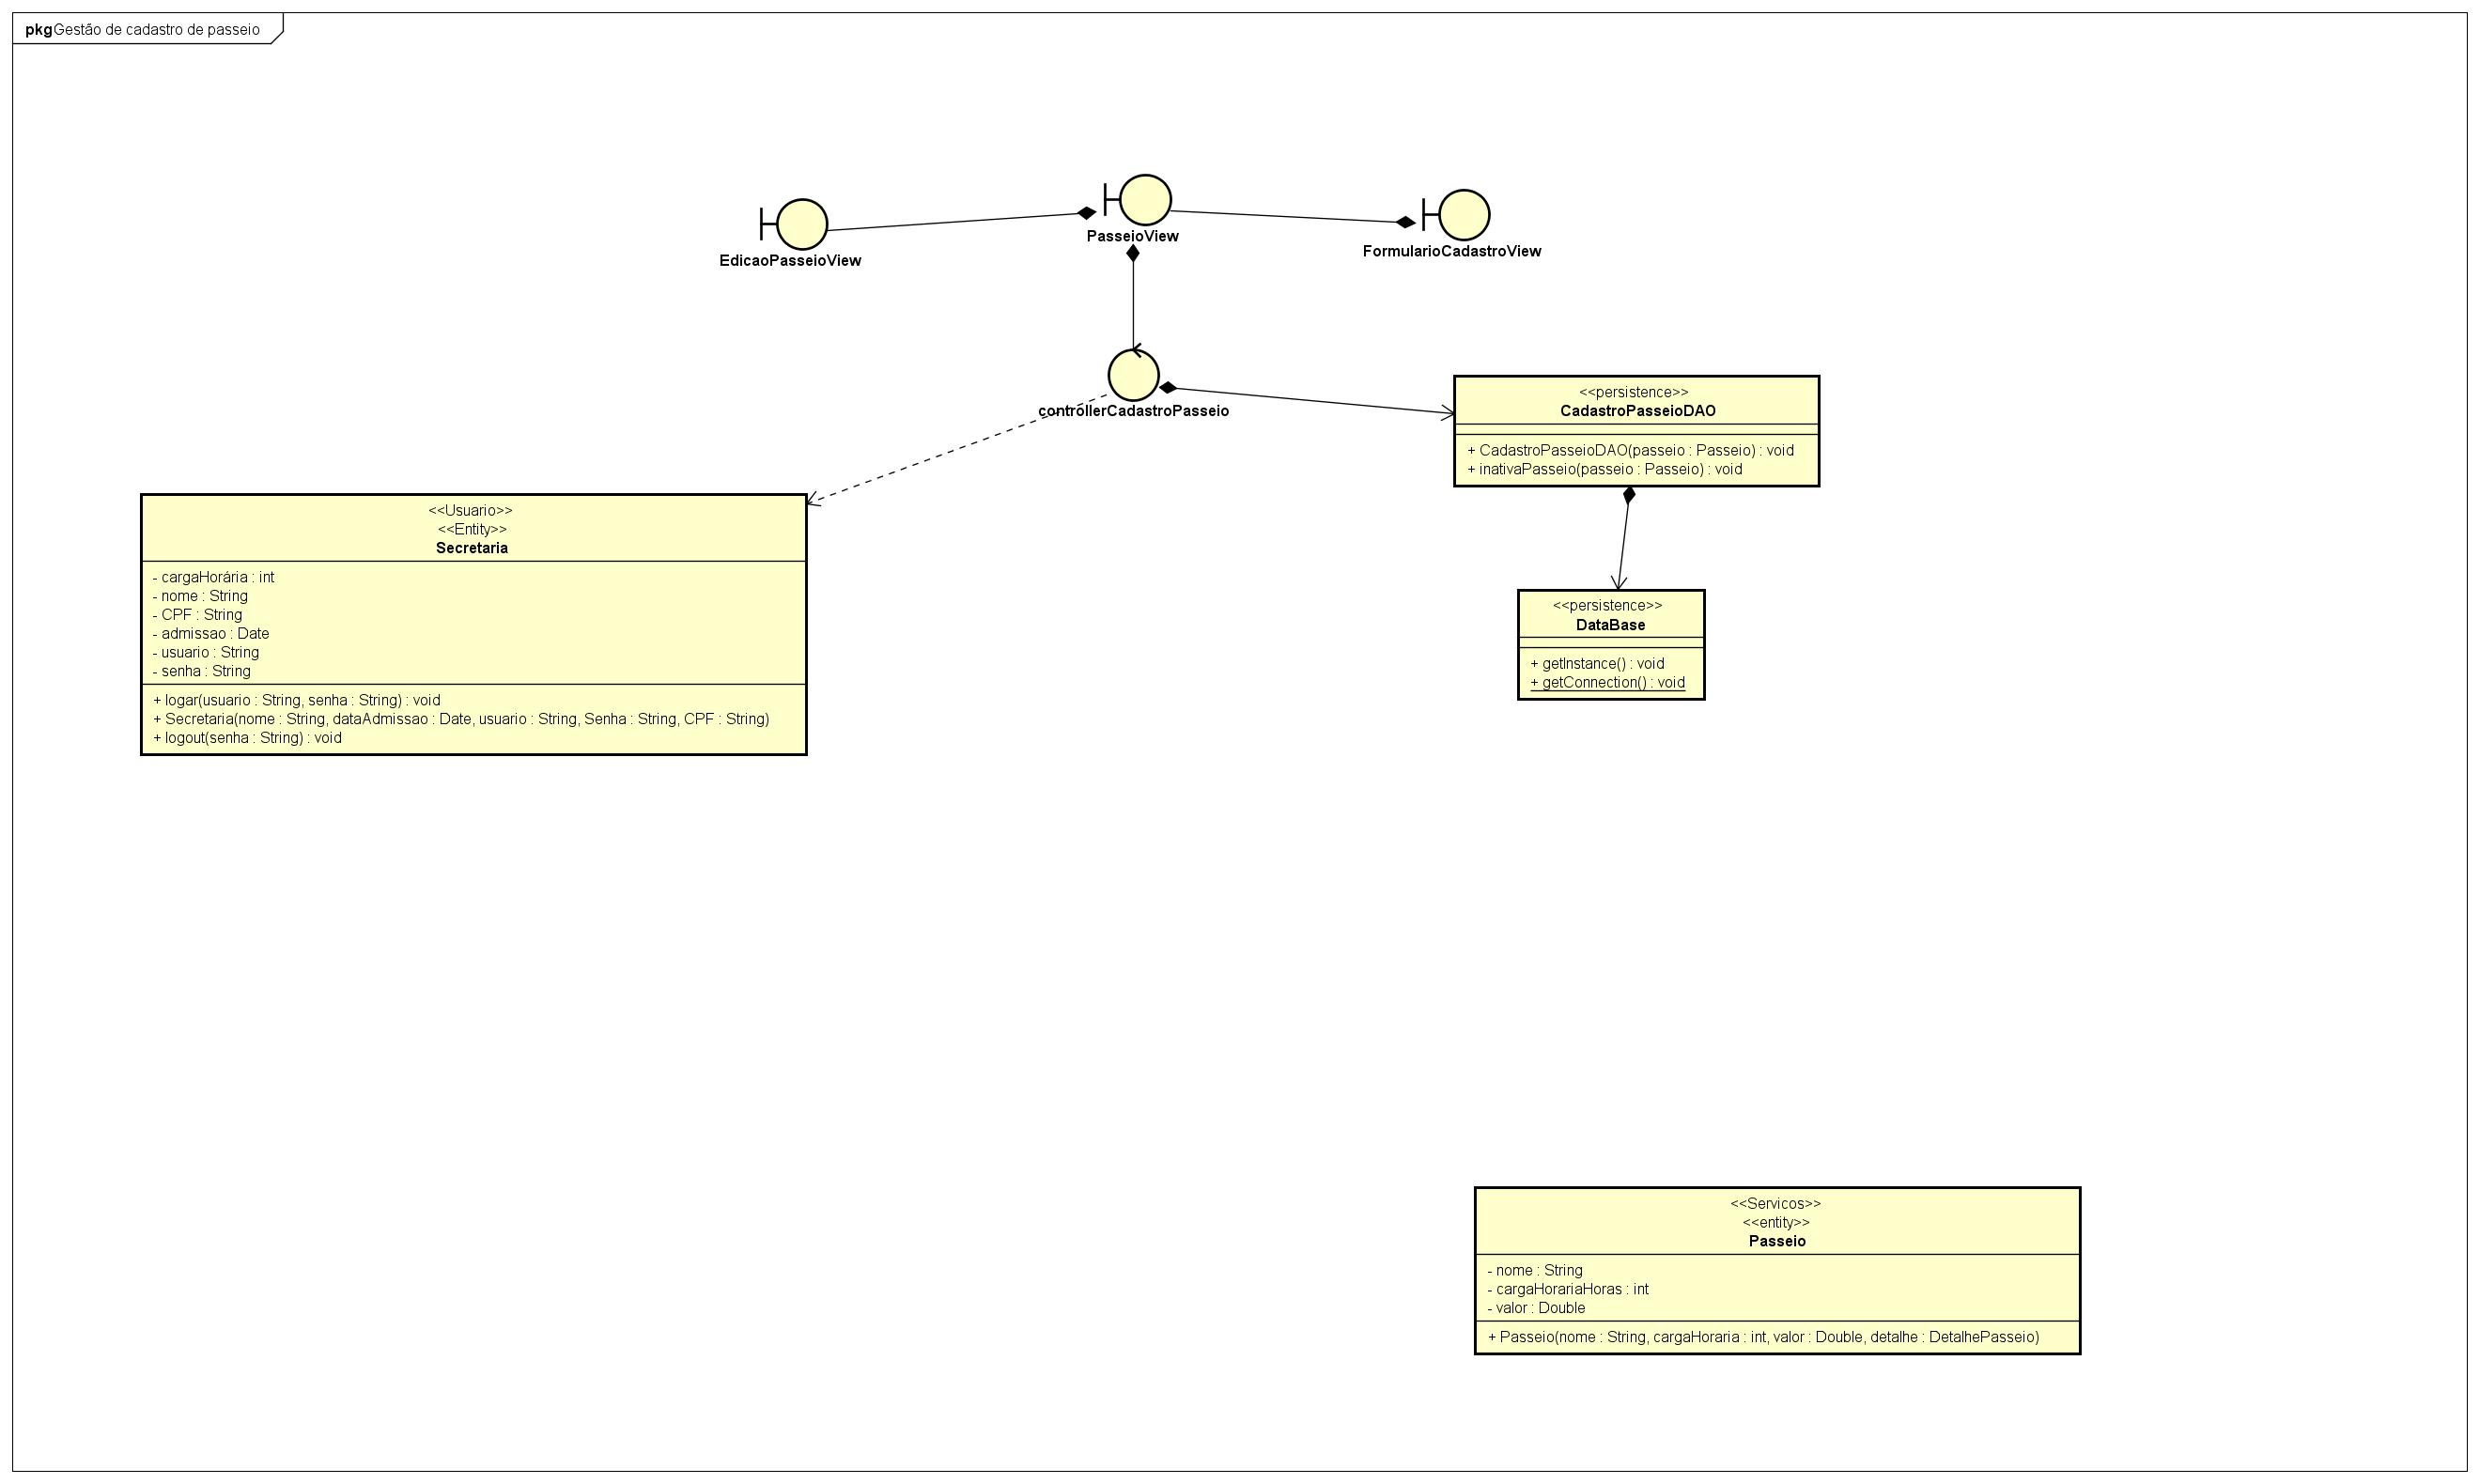 pkg Gestão de cadastro de passeio
PasseioView
EdicaoPasseioView
FormularioCadastroView
controllerCadastroPasseio
<<persistence>>
CadastroPasseioDAO
+ CadastroPasseioDAO(passeio : Passeio) : void
+ inativaPasseio(passeio : Passeio) : void
<<Usuario>>
<<Entity>>
Secretaria
- cargaHorária : int
- nome : String
- CPF : String
- admissao : Date
- usuario : String
- senha : String
+ logar(usuario : String, senha : String) : void
+ Secretaria(nome : String, dataAdmissao : Date, usuario : String, Senha : String, CPF : String)
+ logout(senha : String) : void
<<persistence>>
DataBase
+ getInstance() : void
+ getConnection() : void
<<Servicos>>
<<entity>>
Passeio
- nome : String
- cargaHorariaHoras : int
- valor : Double
+ Passeio(nome : String, cargaHoraria : int, valor : Double, detalhe : DetalhePasseio)